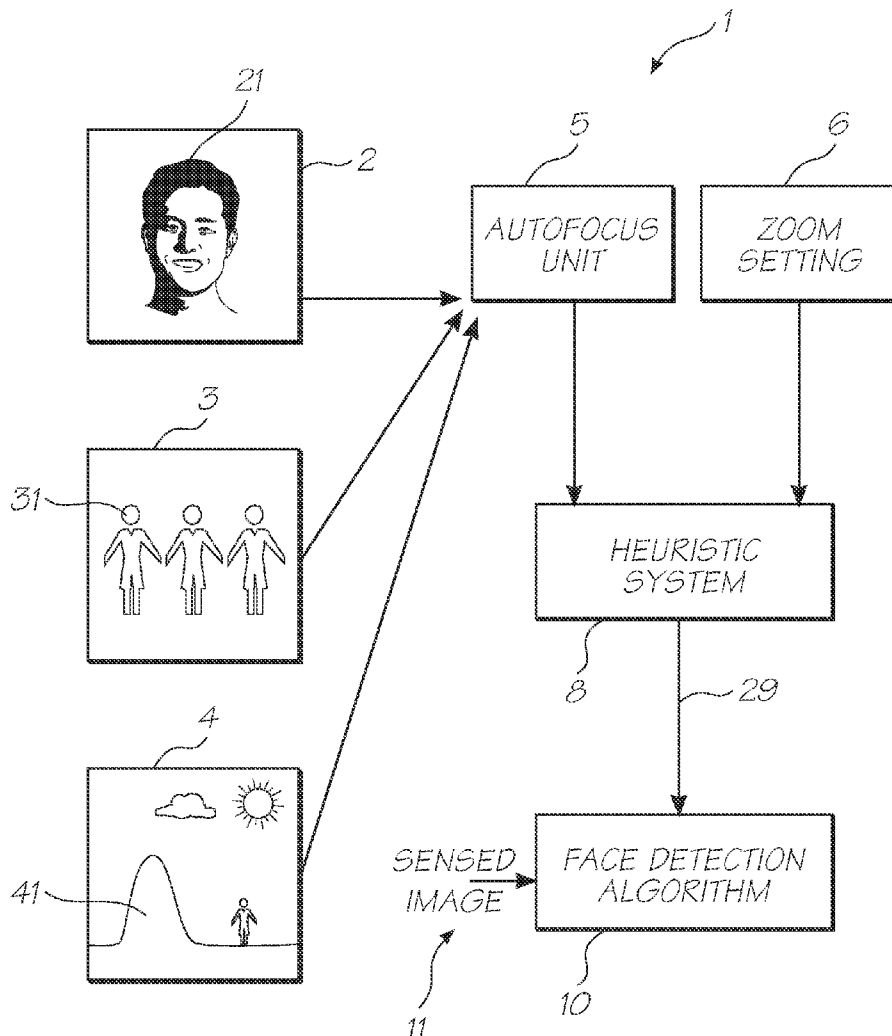 1
21
2
5
6
AUTOFOCUS
UNIT
ZOOM
SETTING
3
31
HEURISTIC
SYSTEM
8
29
4
41
SENSED
IMAGE
FACE DETECTION
ALGORITHM
11
10